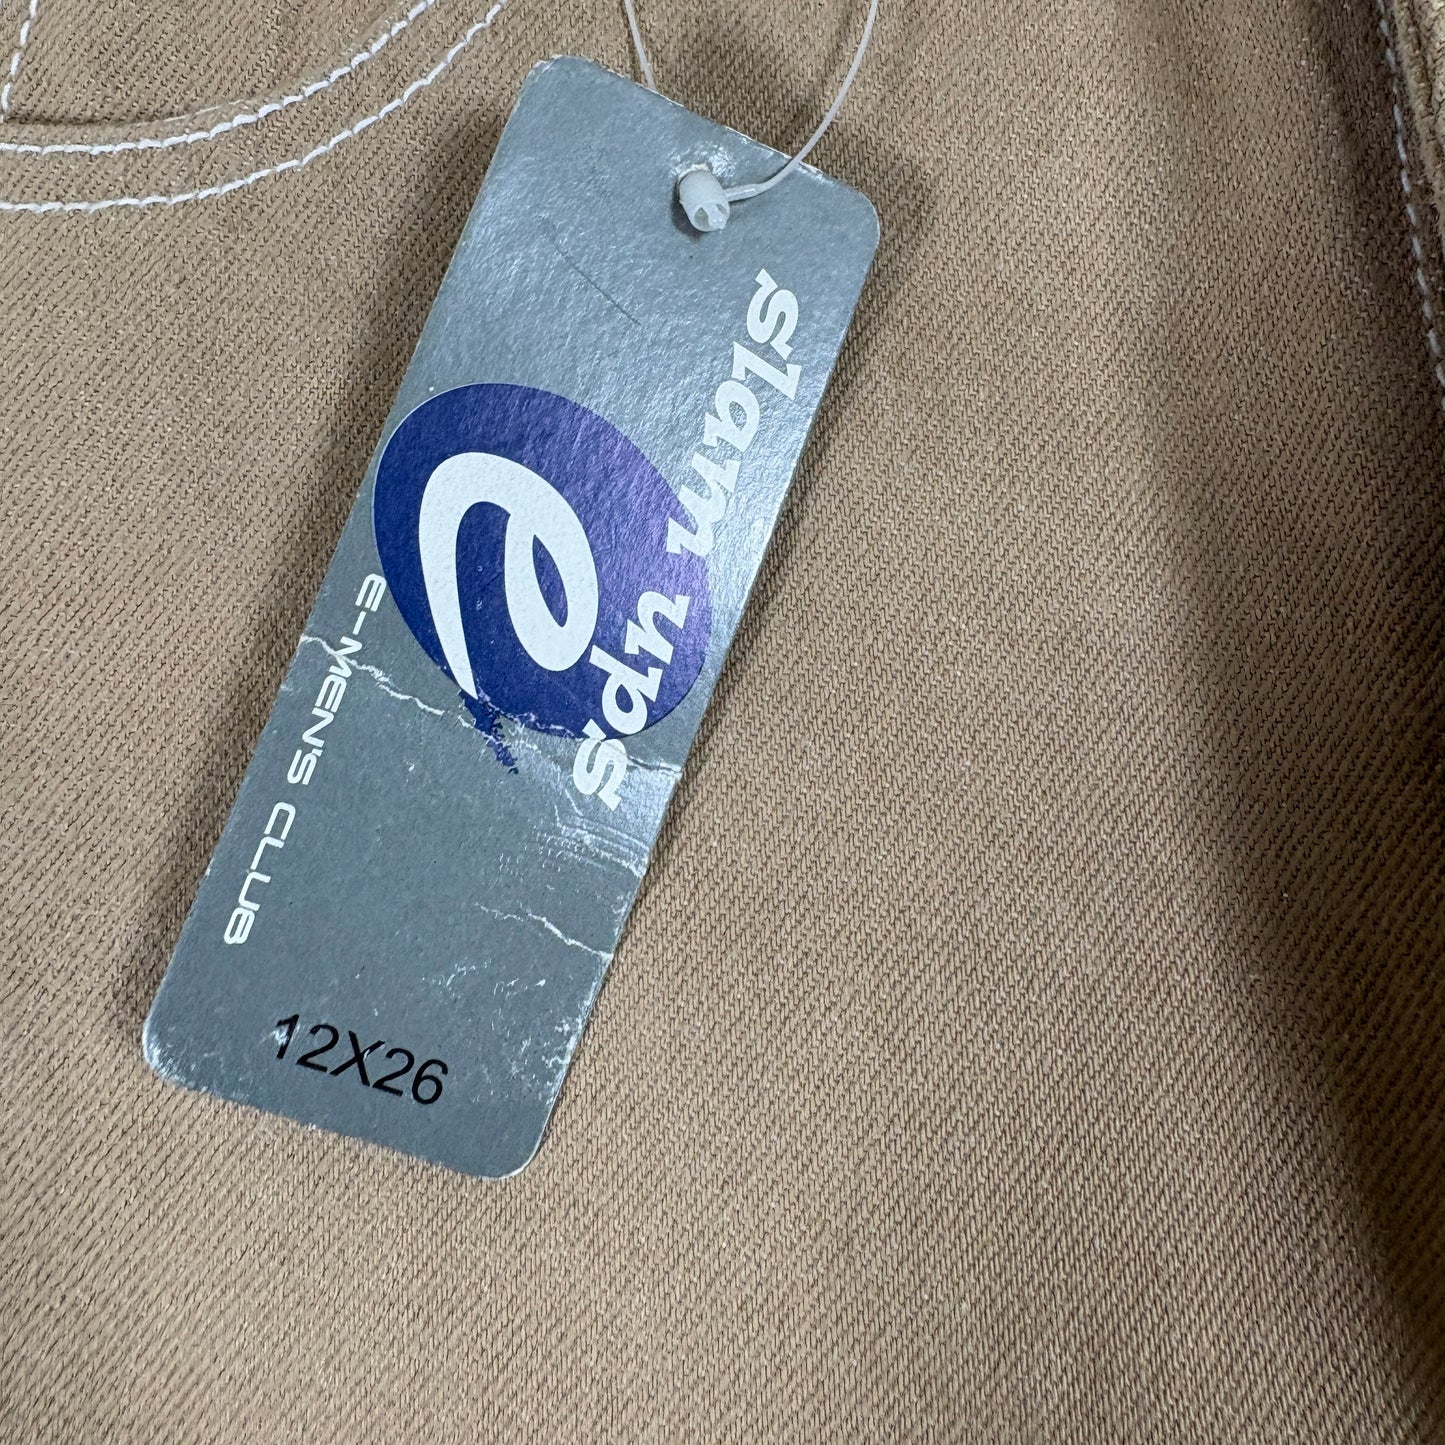 slam ups
E-MEN'S CLUB
12X26